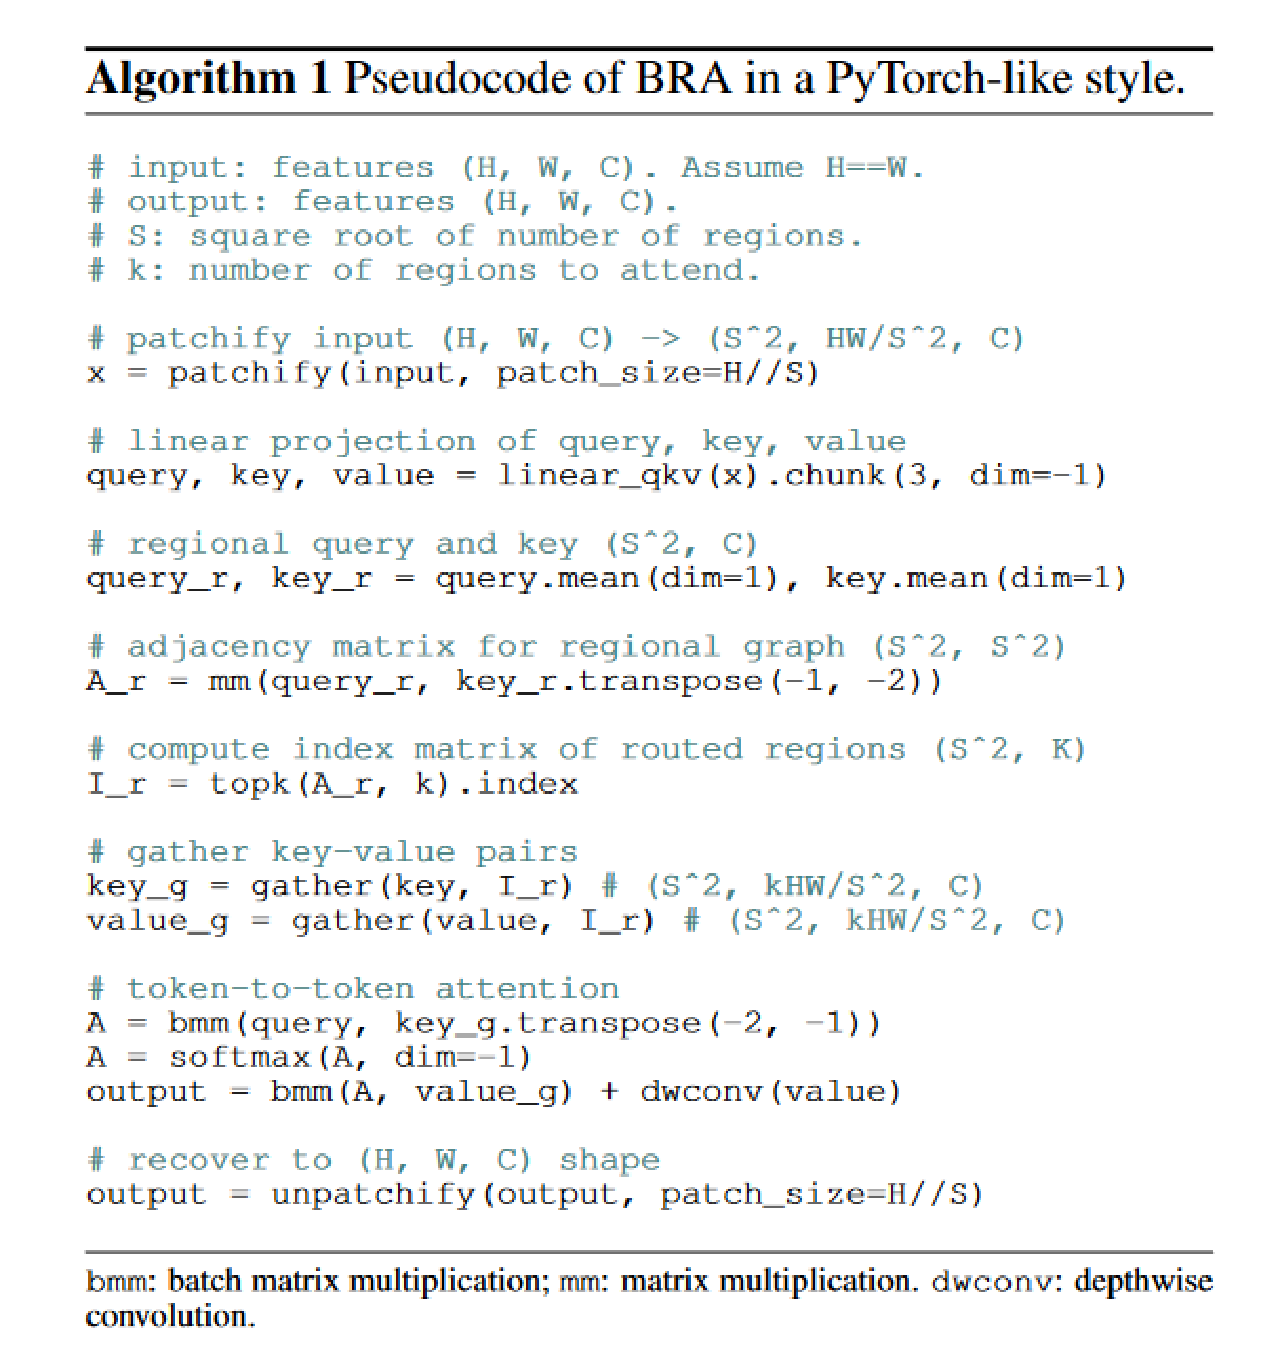 Algorithm 1 Pseudocode of BRA in a PyTorch-like style.
# input: features (H, W, C). Assume H==W.
# output: features (H, W, C).
# S: square root of number of regions.
# k: number of regions to attend.
# patchify input (H, W, C) -> (S^2, HW/S^2, C)
x = patchify(input, patch_size=H//S)
# linear projection of query, key, value
query, key, value = linear_qkv(x).chunk(3, dim=-1)
# regional query and key (S^2, C)
query_r, key_r = query.mean(dim=1), key.mean(dim=1)
# adjacency matrix for regional graph (S^2, S^2)
A_r = mm(query_r, key_r.transpose(-1, -2))
# compute index matrix of routed regions (S^2, K)
I_r = topk(A_r, k).index
# gather key-value pairs
key_g = gather(key, I_r) # (S^2, kHW/S^2, C)
value_g = gather(value, I_r) # (S^2, kHW/S^2, C)
# token-to-token attention
A = bmm(query, key_g.transpose(-2, -1))
A = softmax(A, dim=-1)
output = bmm(A, value_g) + dwconv(value)
# recover to (H, W, C) shape
output = unpatchify(output, patch_size=H//S)
bmm: batch matrix multiplication; mm: matrix multiplication. dwconv: depthwise
convolution.